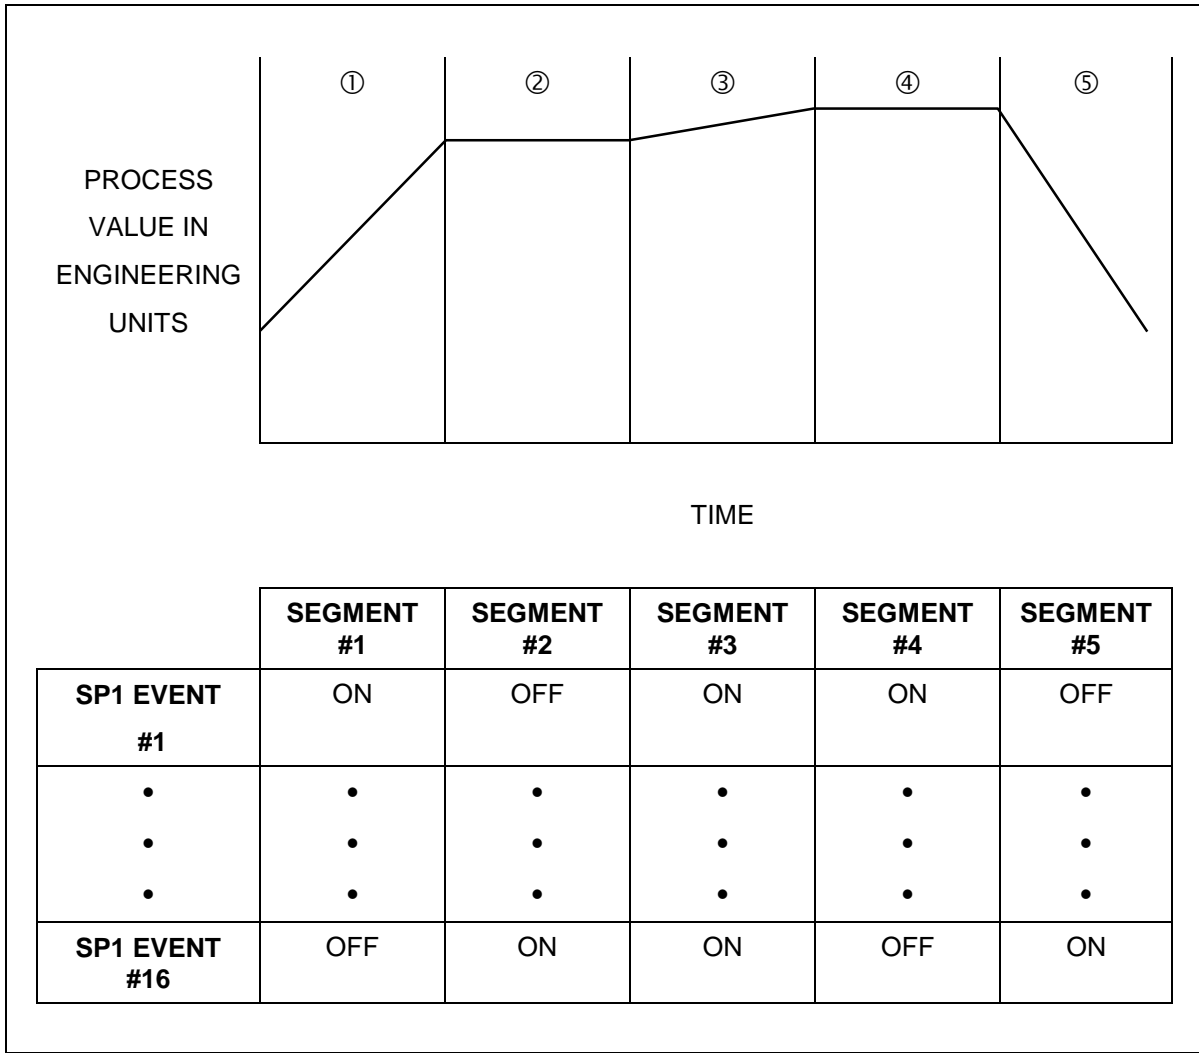 ① ② ③ ④ ⑤
PROCESS
VALUE IN
ENGINEERING
UNITS
TIME
SEGMENT #1 SEGMENT #2 SEGMENT #3 SEGMENT #4 SEGMENT #5
SP1 EVENT #1 ON OFF ON ON OFF
• • • • • •
• • • • • •
• • • • • •
SP1 EVENT #16 OFF ON ON OFF ON